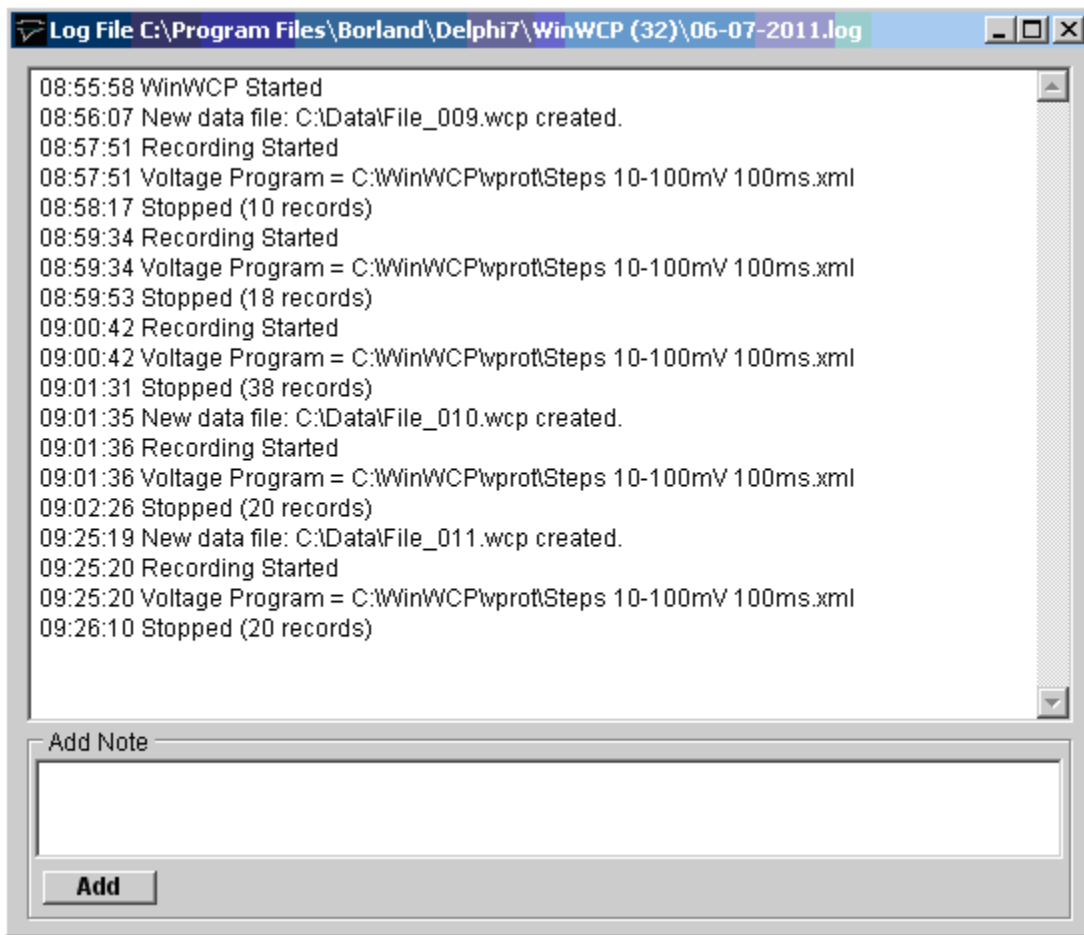 Log File C:\Program Files\Borland\Delphi7\WinWCP (32)\06-07-2011.log
08:55:58 WinWCP Started
08:56:07 New data file: C:\Data\File_009.wcp created.
08:57:51 Recording Started
08:57:51 Voltage Program = C:\WinWCP\vprot\Steps 10-100mV 100ms.xml
08:58:17 Stopped (10 records)
08:59:34 Recording Started
08:59:34 Voltage Program = C:\WinWCP\vprot\Steps 10-100mV 100ms.xml
08:59:53 Stopped (18 records)
09:00:42 Recording Started
09:00:42 Voltage Program = C:\WinWCP\vprot\Steps 10-100mV 100ms.xml
09:01:31 Stopped (38 records)
09:01:35 New data file: C:\Data\File_010.wcp created.
09:01:36 Recording Started
09:01:36 Voltage Program = C:\WinWCP\vprot\Steps 10-100mV 100ms.xml
09:02:26 Stopped (20 records)
09:25:19 New data file: C:\Data\File_011.wcp created.
09:25:20 Recording Started
09:25:20 Voltage Program = C:\WinWCP\vprot\Steps 10-100mV 100ms.xml
09:26:10 Stopped (20 records)
Add Note
Add